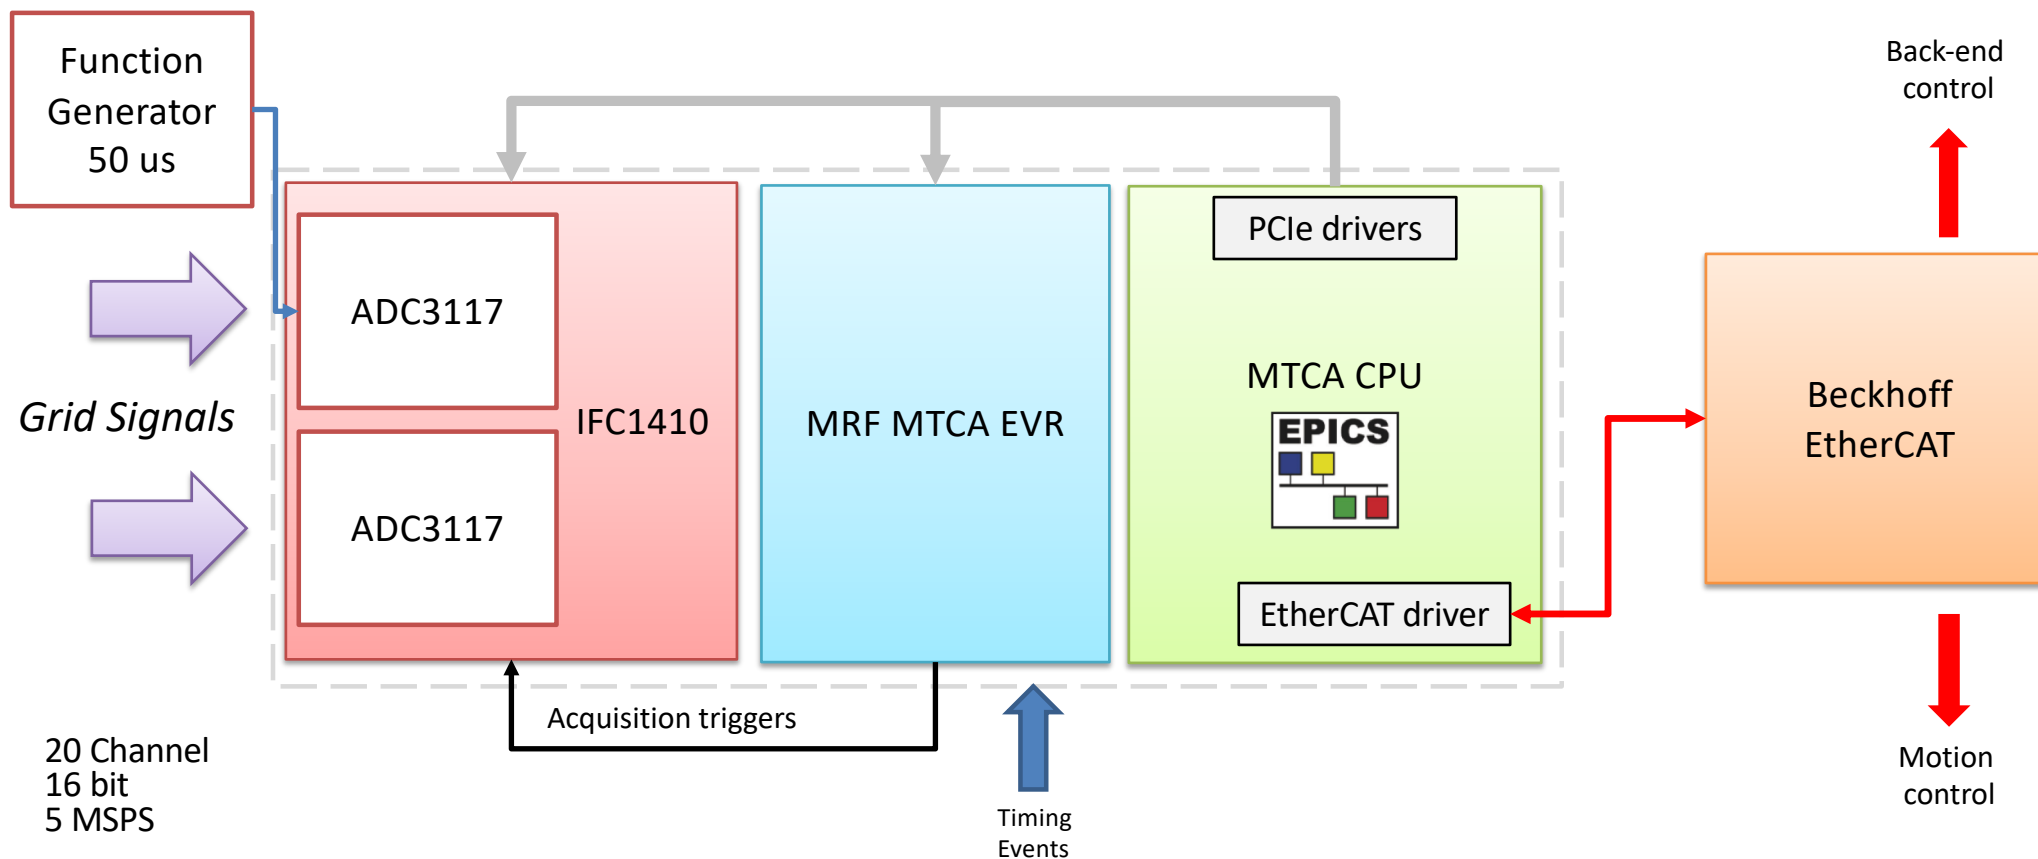 Function
Generator
50 us
Back-end
control
PCIe drivers
ADC3117
Grid Signals
IFC1410
MRF MTCA EVR
MTCA CPU
EPICS
Beckhoff
EtherCAT
ADC3117
EtherCAT driver
Acquisition triggers
20 Channel
16 bit
5 MSPS
Timing
Events
Motion
control